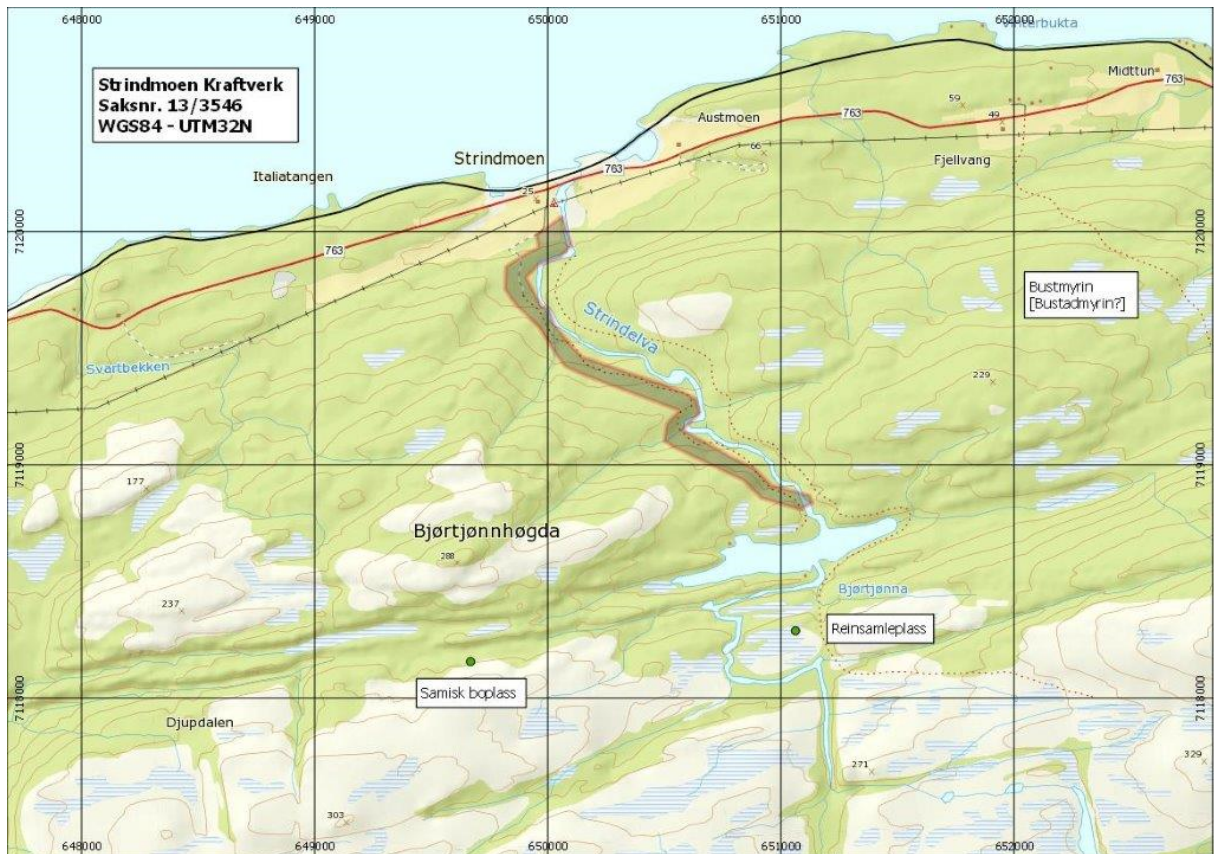 648000
649000
650000
651000
652000
Vinterbukta
Strindmoen Kraftverk
Saksnr. 13/3546
WGS84 - UTM32N
Midttun
763
59
49
Austmoen
763
66
Fjellvang
Strindmoen
763
Italiatangen
25
7120000
7120000
763
Bustmyrin
[Bustadmyrin?]
Strindelva
Svartbekken
229
7119000
7119000
177
Bjørtjønnhøgda
288
237
Bjørtjønna
Reinsamleplass
Samisk boplass
7118000
7118000
Djupdalen
271
329
303
648000
649000
650000
651000
652000